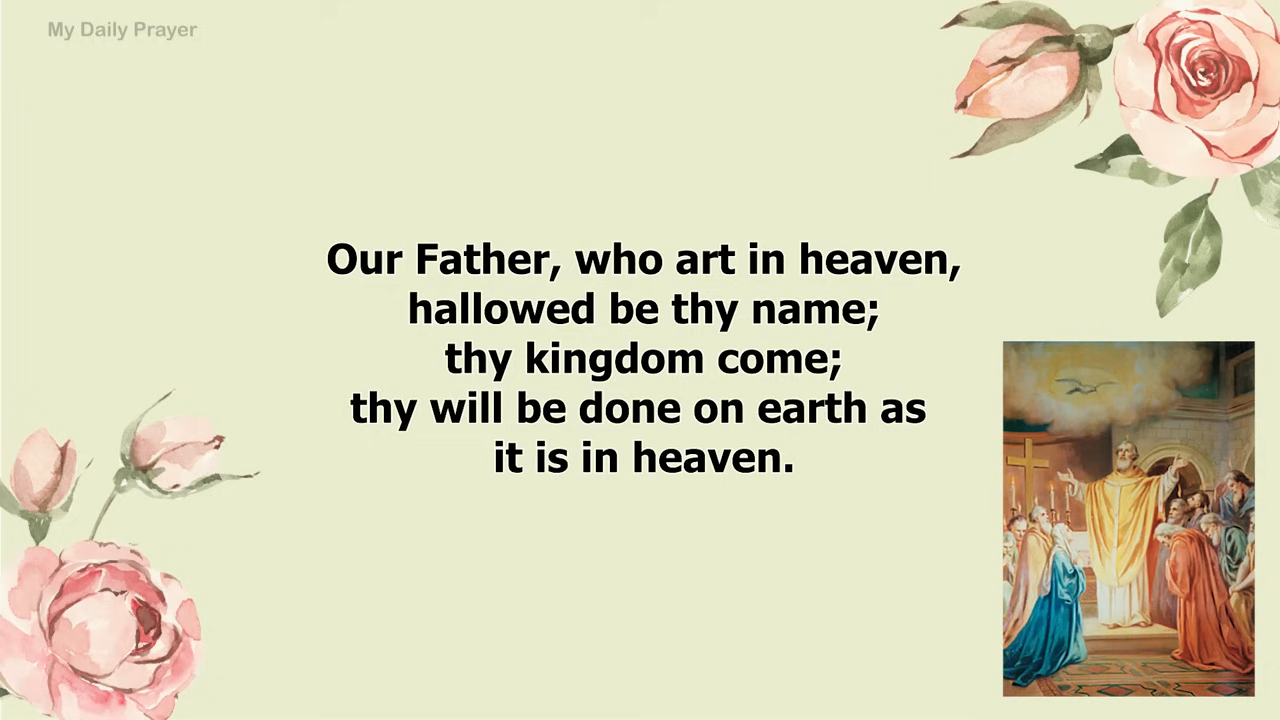 My Daily Prayer
Our Father, who art in heaven,
hallowed be thy name;
thy kingdom come;
thy will be done on earth as
it is in heaven.